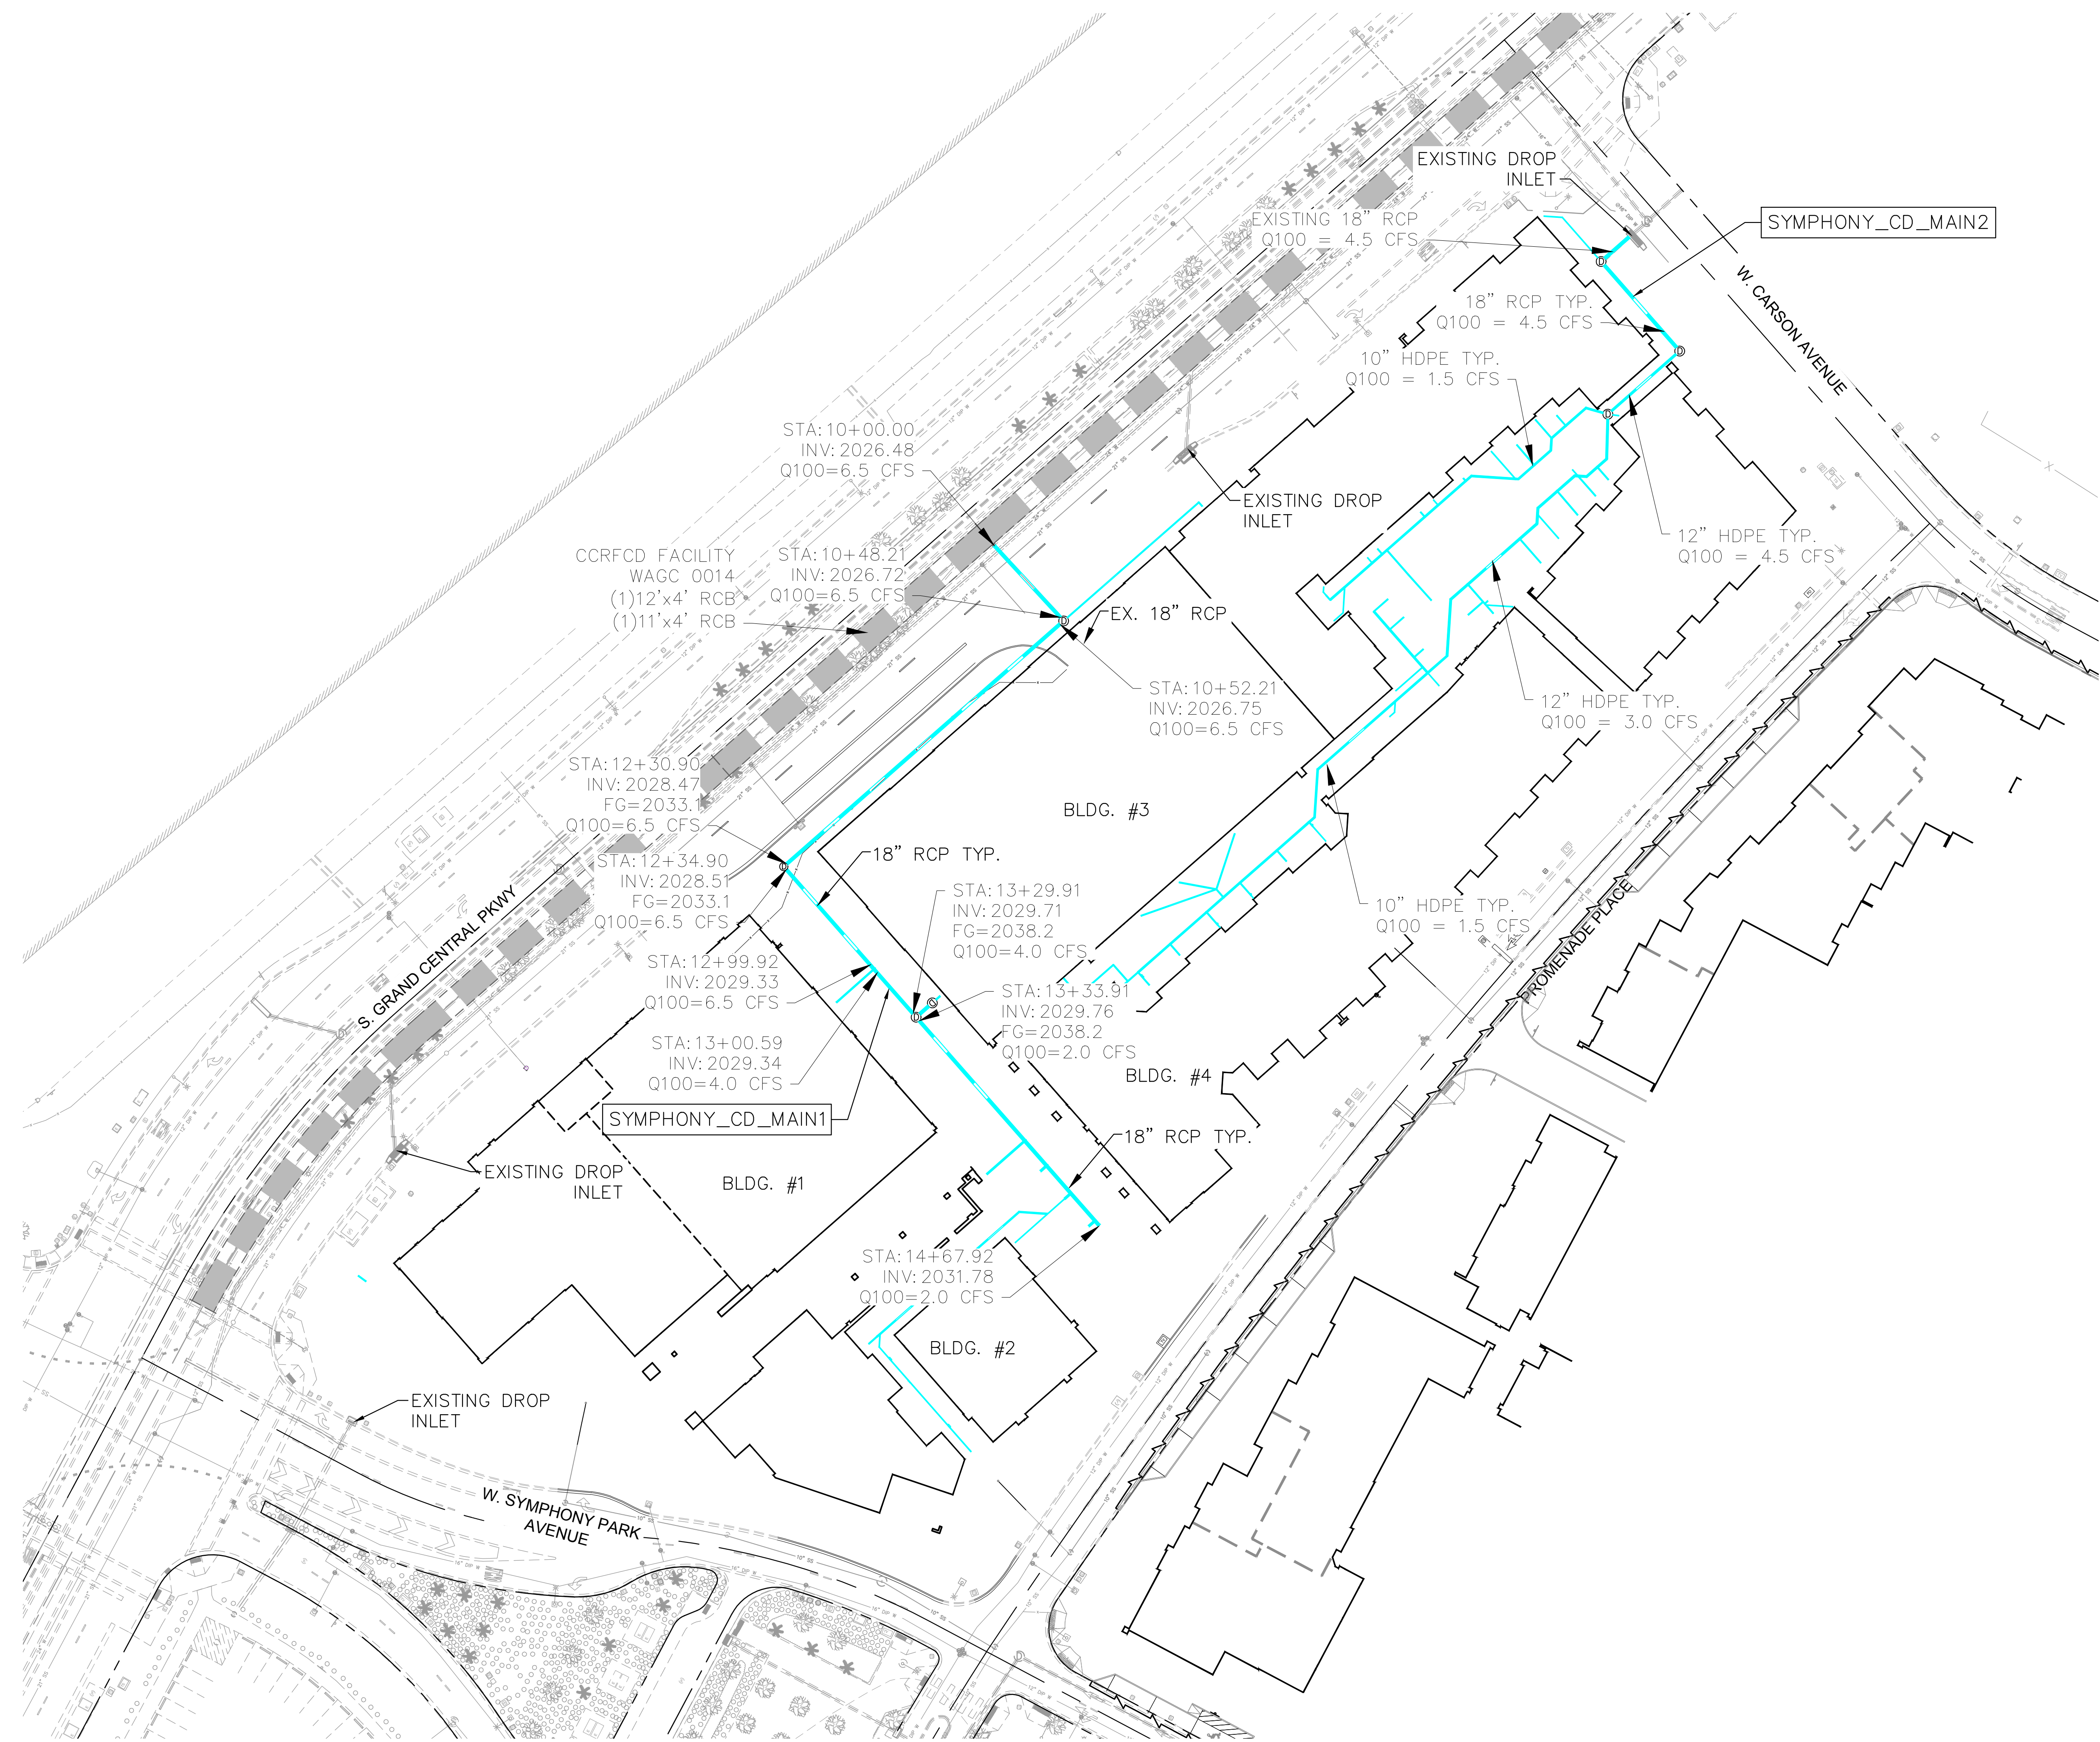 EXISTING DROP
INLET
SYMPHONY_CD_MAIN2
EXISTING 18" RCP
Q100 = 4.5 CFS
W. CARSON AVENUE
18" RCP TYP.
Q100 = 4.5 CFS
10" HDPE TYP.
Q100 = 1.5 CFS
STA:10+00.00
INV:2026.48
Q100=6.5 CFS
EXISTING DROP
INLET
12" HDPE TYP.
Q100 = 4.5 CFS
CCRFCD FACILITY
WAGC 0014
(1)12'x4' RCB
(1)11'x4' RCB
STA:10+48.21
INV:2026.72
Q100=6.5 CFS
EX. 18" RCP
STA:10+52.21
INV:2026.75
Q100=6.5 CFS
12" HDPE TYP.
Q100 = 3.0 CFS
STA:12+30.90
INV:2028.47
FG=2033.1
Q100=6.5 CFS
BLDG. #3
18" RCP TYP.
STA:12+34.90
INV:2028.51
FG=2033.1
Q100=6.5 CFS
STA:13+29.91
INV:2029.71
FG=2038.2
Q100=4.0 CFS
10" HDPE TYP.
Q100 = 1.5 CFS
S. GRAND CENTRAL PKWY
PROMENADE PLACE
STA:12+99.92
INV:2029.33
Q100=6.5 CFS
STA:13+33.91
INV:2029.76
FG=2038.2
Q100=2.0 CFS
STA:13+00.59
INV:2029.34
Q100=4.0 CFS
BLDG. #4
SYMPHONY_CD_MAIN1
18" RCP TYP.
EXISTING DROP
INLET
BLDG. #1
STA:14+67.92
INV:2031.78
Q100=2.0 CFS
BLDG. #2
EXISTING DROP
INLET
W. SYMPHONY PARK
AVENUE